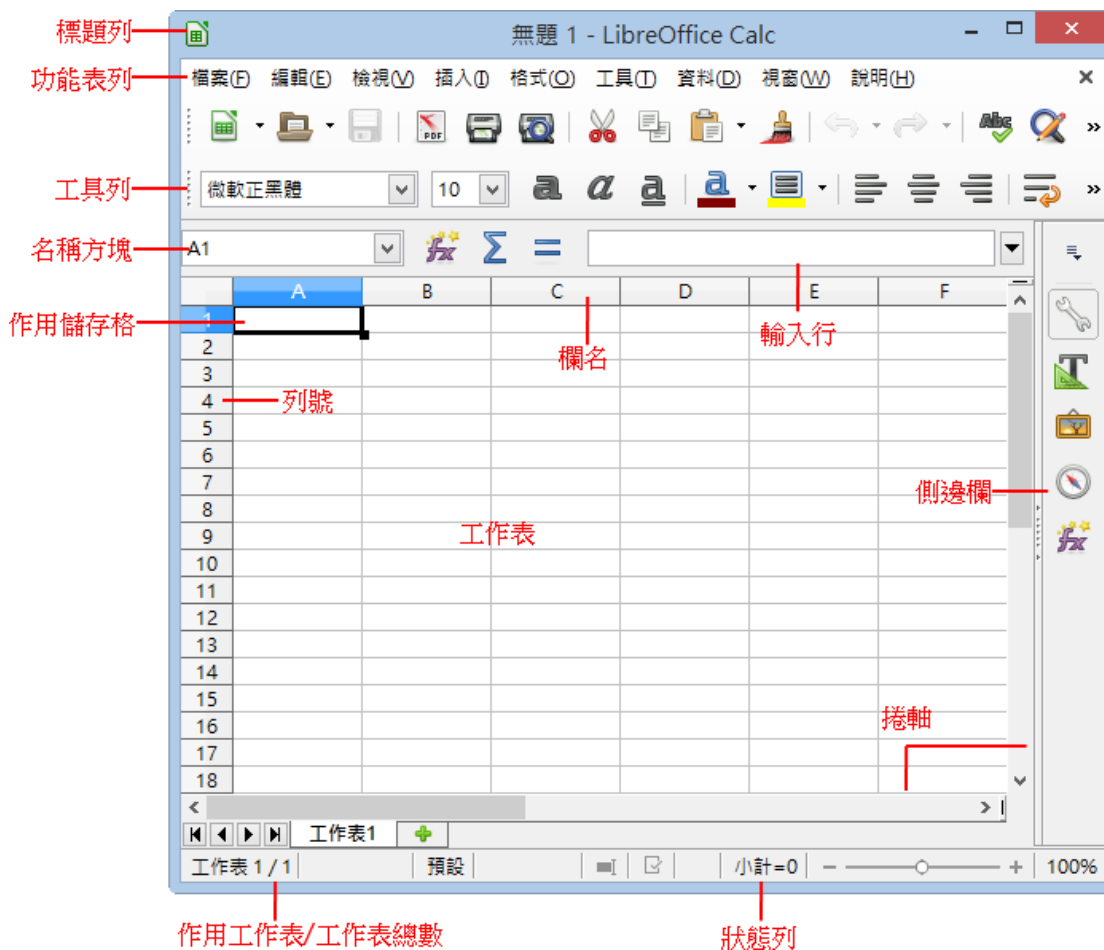 標題列
無題 1 - LibreOffice Calc
功能表列
檔案(F) 編輯(E) 檢視(V) 插入(I) 格式(O) 工具(T) 資料(D) 視窗(W) 說明(H)
PDF
Abc
工具列
微軟正黑體 10 a a a a
名稱方塊
A1 fx Σ =
A B C D E F
作用儲存格
1
輸入行
2
欄名
3
4 列號
5
6
7
側邊欄
8
9
工作表
fx
10
11
12
13
14
15
16
捲軸
17
18
工作表1
工作表 1 / 1 預設 小計=0 100%
作用工作表/工作表總數
狀態列